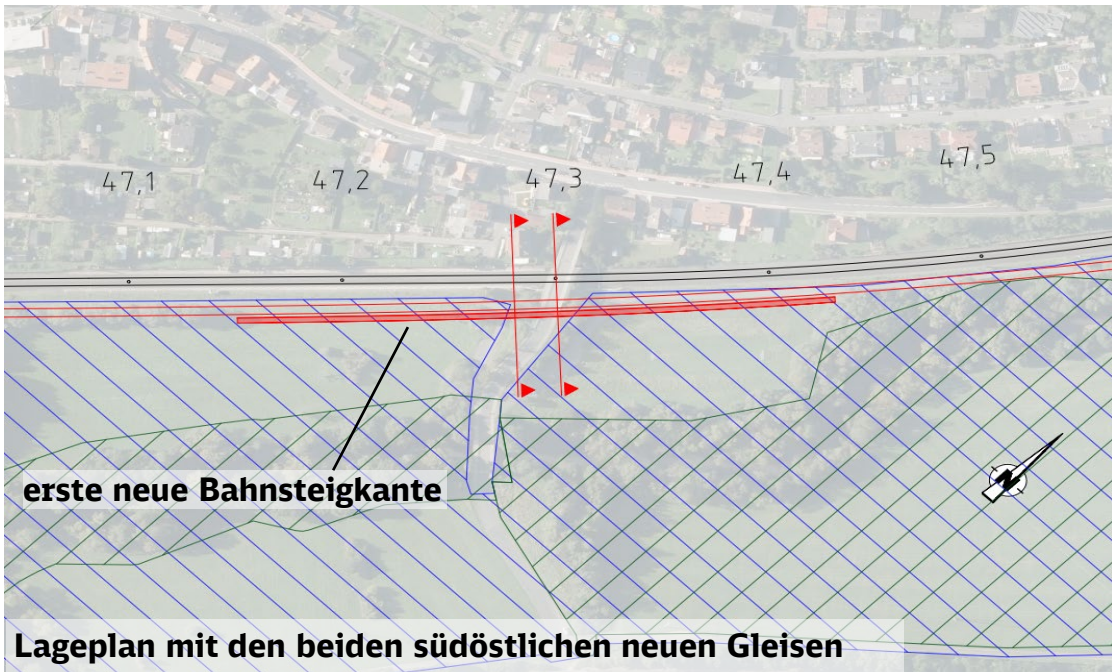 47,1
47,2
47,3
47,4
47,5
erste neue Bahnsteigkante
N
Lageplan mit den beiden südöstlichen neuen Gleisen